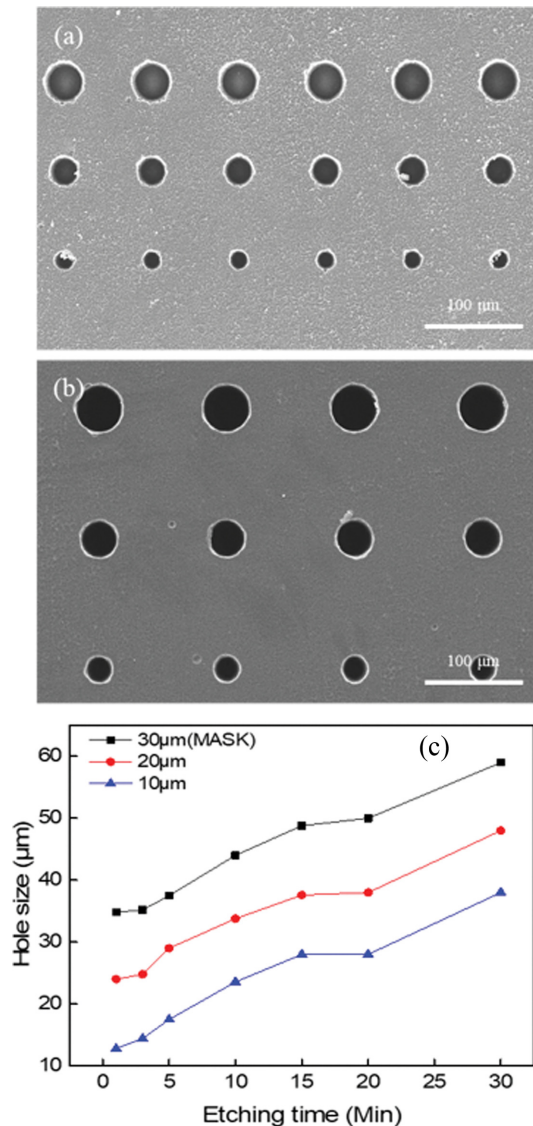 (a)
100 μm
(b)
100 μm
(c)
30μm(MASK)
20μm
10μm
60
50
40
30
20
10
Hole size (μm)
0
5
10
15
20
25
30
Etching time (Min)